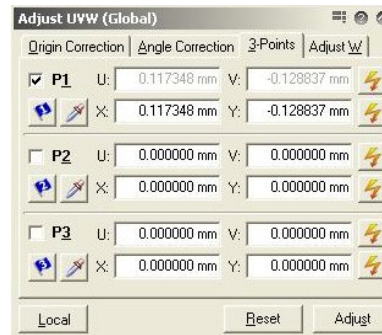 Adjust UVW (Global)
Origin Correction Angle Correction 3-Points Adjust W
P1 U: 0.117348 mm V: -0.128837 mm
X: 0.117348 mm Y: -0.128837 mm
P2 U: 0.000000 mm V: 0.000000 mm
X: 0.000000 mm Y: 0.000000 mm
P3 U: 0.000000 mm V: 0.000000 mm
X: 0.000000 mm Y: 0.000000 mm
Local Reset Adjust